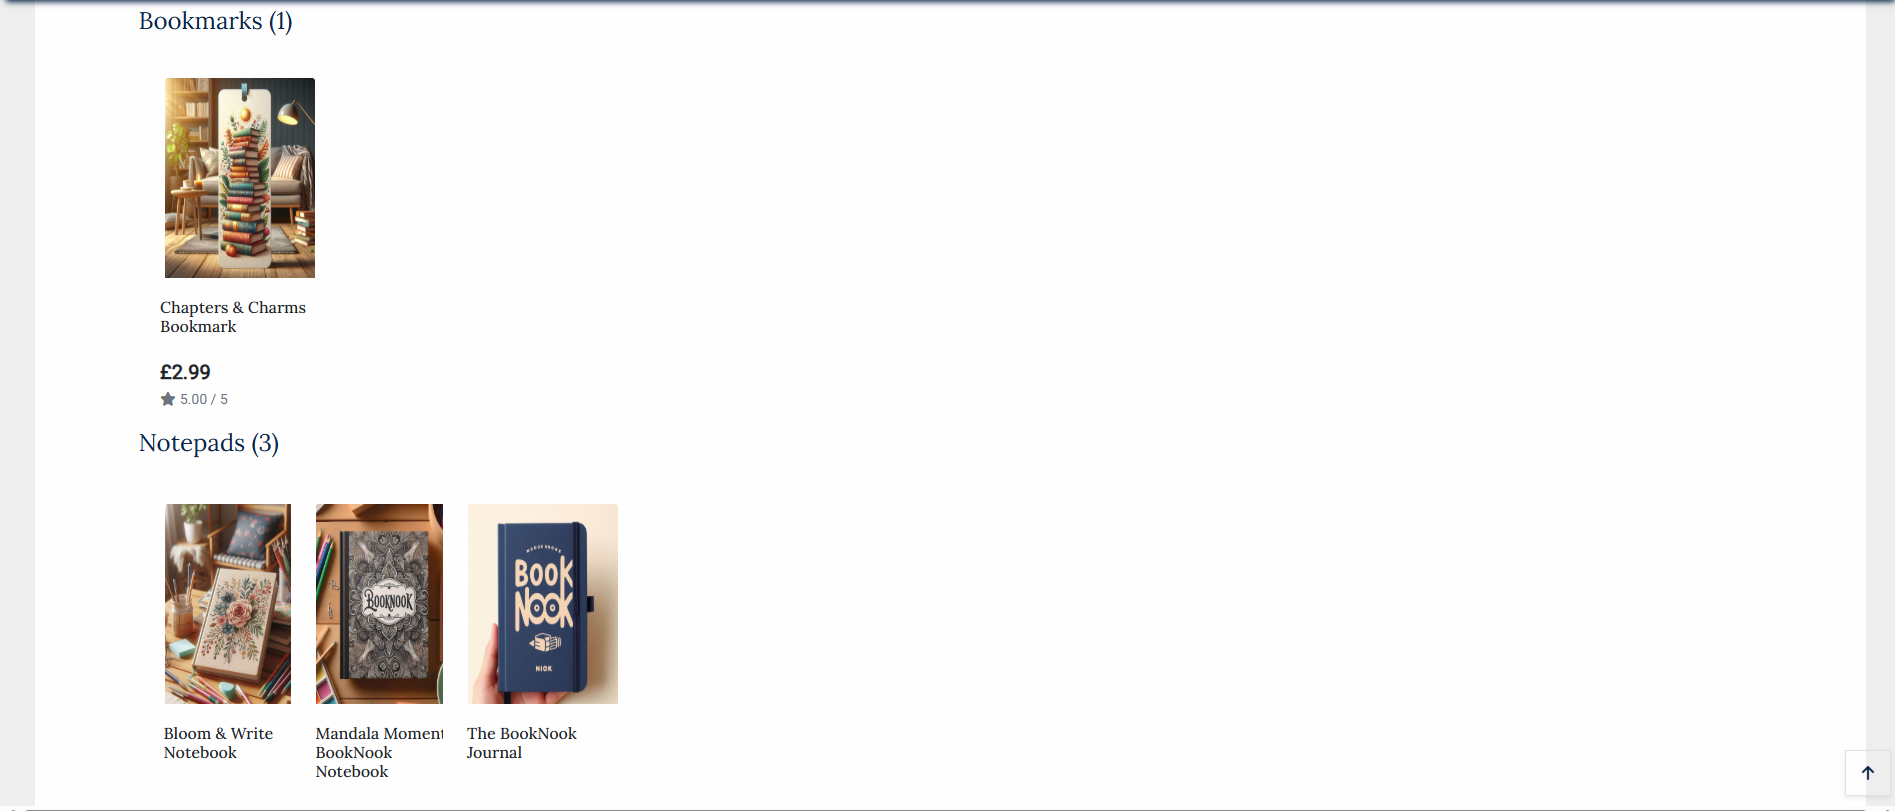 Bookmarks (1)
Chapters & Charms
Bookmark
£2.99
5.00 / 5
Notepads (3)
BOOKNOOK
BOOK
NOOK
NIOK
Bloom & Write
Notebook
Mandala Moment
BookNook
Notebook
The BookNook
Journal